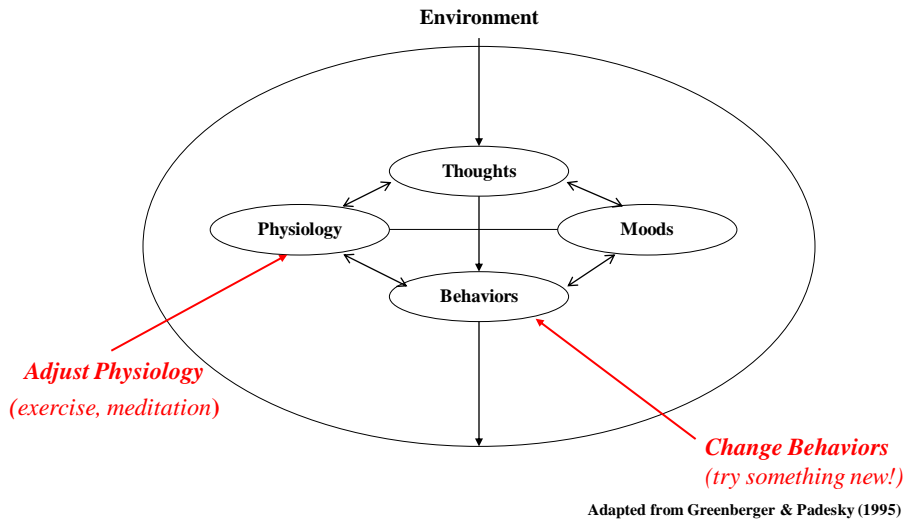 Environment
Thoughts
Physiology
Moods
Behaviors
Adjust Physiology
(exercise, meditation)
Change Behaviors
(try something new!)
Adapted from Greenberger & Padesky (1995)